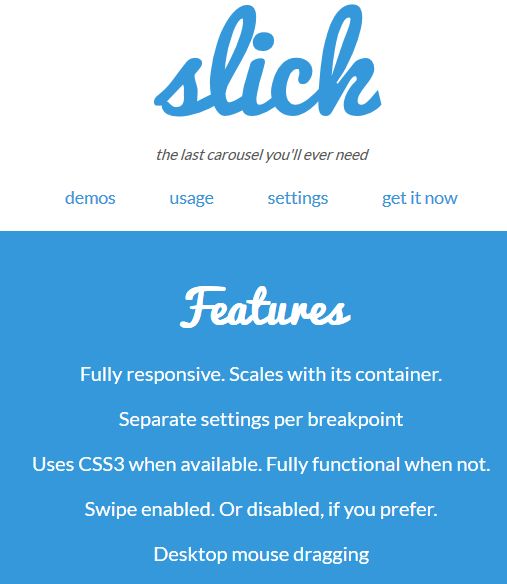 slick
the last carousel you'll ever need
demos usage settings get it now
Features
Fully responsive. Scales with its container.
Separate settings per breakpoint
Uses CSS3 when available. Fully functional when not.
Swipe enabled. Or disabled, if you prefer.
Desktop mouse dragging